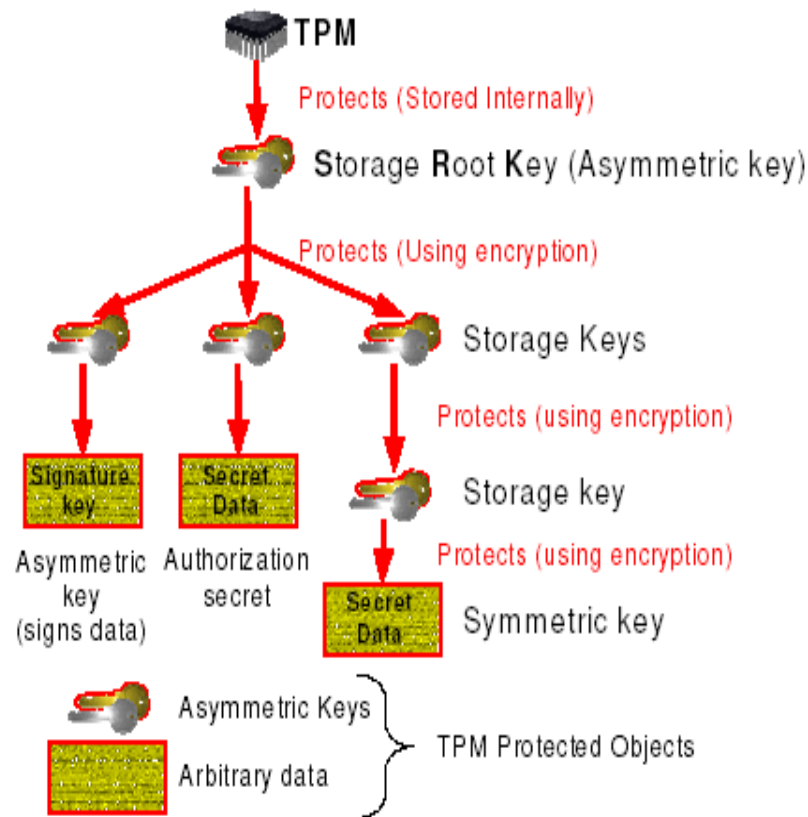 TPM
Protects (Stored Internally)
Storage Root Key (Asymmetric key)
Protects (Using encryption)
Storage Keys
Protects (using encryption)
Signature
key
Secret
Data
Storage key
Asymmetric
key
(signs data)
Authorization
secret
Protects (using encryption)
Secret
Data
Symmetric key
Asymmetric Keys
Arbitrary data
TPM Protected Objects